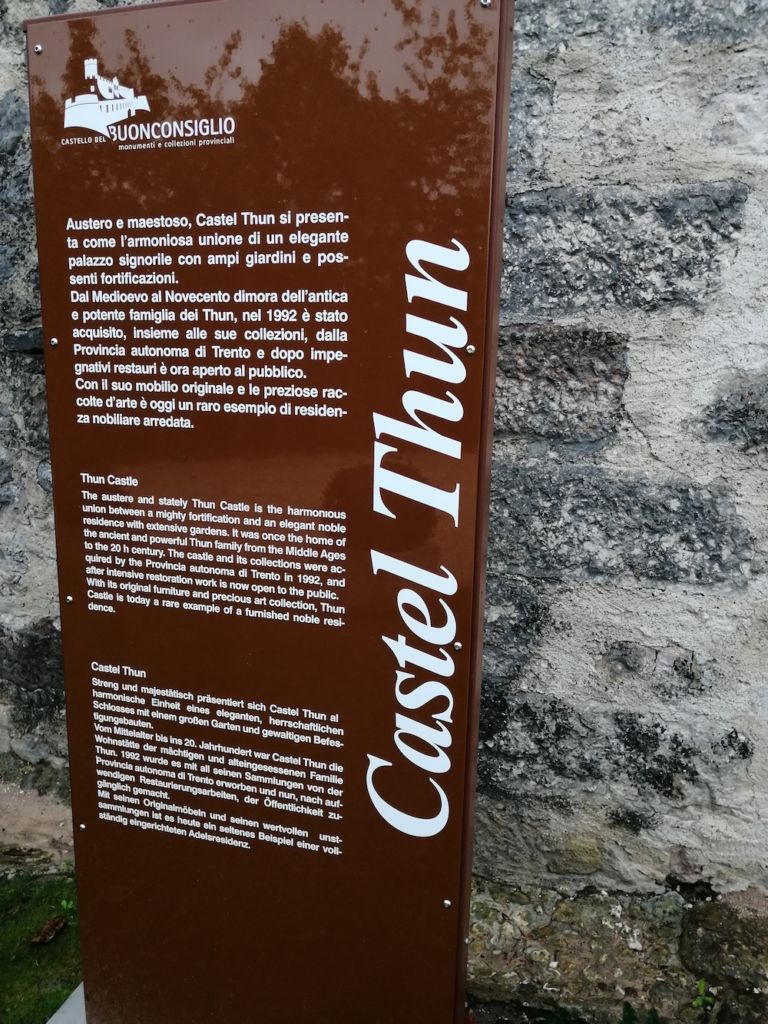 CASTELLO DEL BUONCONSIGLIO
monumenti e collezioni provinciali
Austero e maestoso, Castel Thun si presen-
ta come l'armoniosa unione di un elegante
palazzo signorile con ampi giardini e pos-
senti fortificazioni.
Dal Medioevo al Novecento dimora dell'antica
e potente famiglia dei Thun, nel 1992 è stato
acquisito, insieme alle sue collezioni, dalla
Provincia autonoma di Trento e dopo impe-
gnativi restauri è ora aperto al pubblico.
Con il suo mobilio originale e le preziose rac-
colte d'arte è oggi un raro esempio di residen-
za nobiliare arredata.
Thun Castle
The austere and stately Thun Castle is the harmonious
union between a mighty fortification and an elegant noble
residence with extensive gardens. It was once the home of
the ancient and powerful Thun family from the Middle Ages
to the 20 h century. The castle and its collections were ac-
quired by the Provincia autonoma di Trento in 1992, and
after intensive restoration work is now open to the public.
With its original furniture and precious art collection, Thun
Castle is today a rare example of a furnished noble resi-
dence.
Castel Thun
Streng und majestätisch präsentiert sich Castel Thun al
harmonische Einheit eines eleganten, herrschaftlichen
Schlosses mit einem großen Garten und gewaltigen Befes-
tigungsbauten.
Vom Mittelalter bis ins 20. Jahrhundert war Castel Thun die
Wohnstätte der mächtigen und alteingesessenen Familie
Thun. 1992 wurde es mit all seinen Sammlungen von der
Provincia autonoma di Trento erworben und nun, nach auf-
wendigen Restaurierungsarbeiten, der Öffentlichkeit zu-
gänglich gemacht.
Mit seinen Originalmöbeln und seinen wertvollen unst-
sammlungen ist es heute ein seltenes Beispiel einer voll-
ständig eingerichteten Adelsresidenz.
Castel Thun